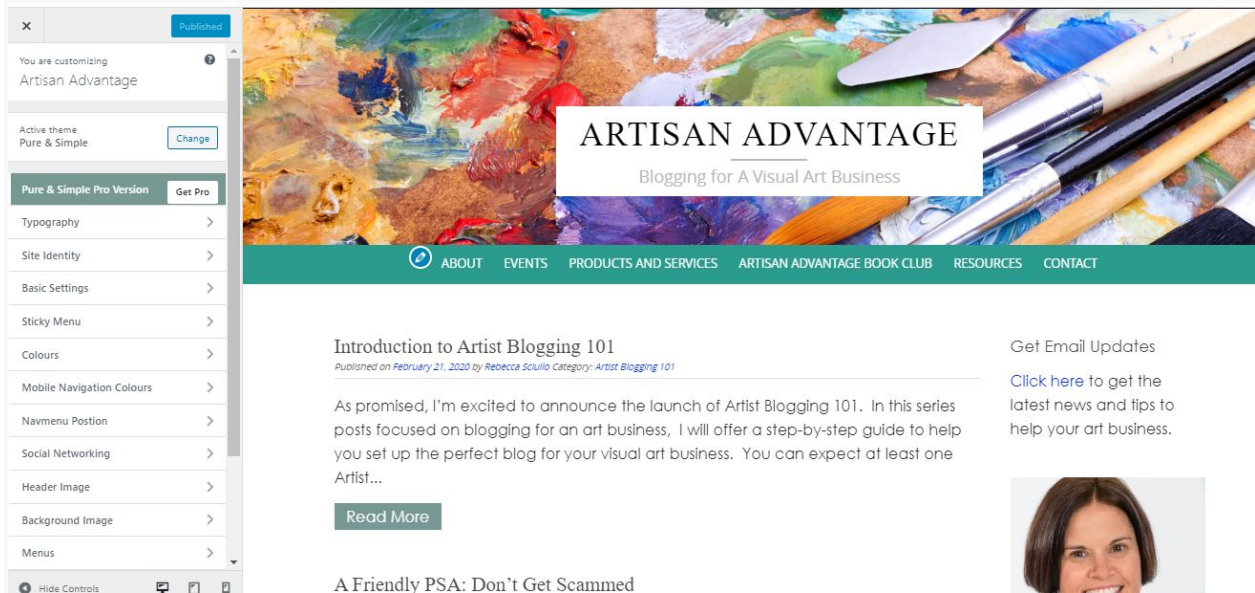 Published
You are customizing
Artisan Advantage
Active theme
Pure & Simple
Change
Pure & Simple Pro Version
Get Pro
Typography
Site Identity
Basic Settings
Sticky Menu
Colours
Mobile Navigation Colours
Navmenu Postion
Social Networking
Header Image
Background Image
Menus
Hide Controls
ARTISAN ADVANTAGE
Blogging for A Visual Art Business
ABOUT EVENTS PRODUCTS AND SERVICES ARTISAN ADVANTAGE BOOK CLUB RESOURCES CONTACT
Introduction to Artist Blogging 101
Published on February 21, 2020 by Rebecca Sciullo Category: Artist Blogging 101
As promised, I'm excited to announce the launch of Artist Blogging 101. In this series
posts focused on blogging for an art business, I will offer a step-by-step guide to help
you set up the perfect blog for your visual art business. You can expect at least one
Artist...
Read More
A Friendly PSA: Don't Get Scammed
Get Email Updates
Click here to get the
latest news and tips to
help your art business.